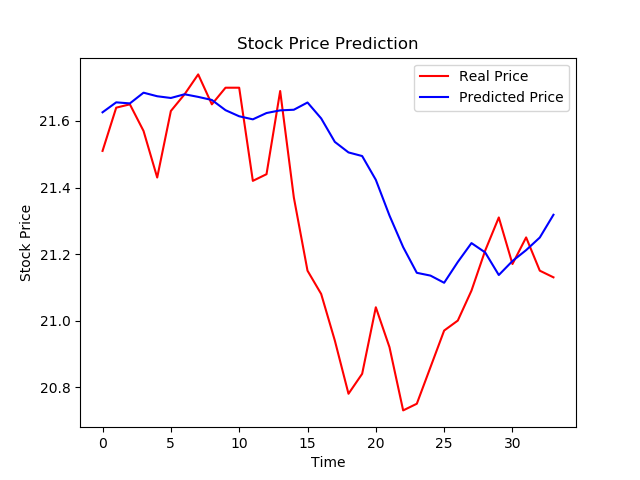 Stock Price Prediction
Real Price
Predicted Price
21.6
21.4
21.2
21.0
20.8
Stock Price
0 5 10 15 20 25 30
Time